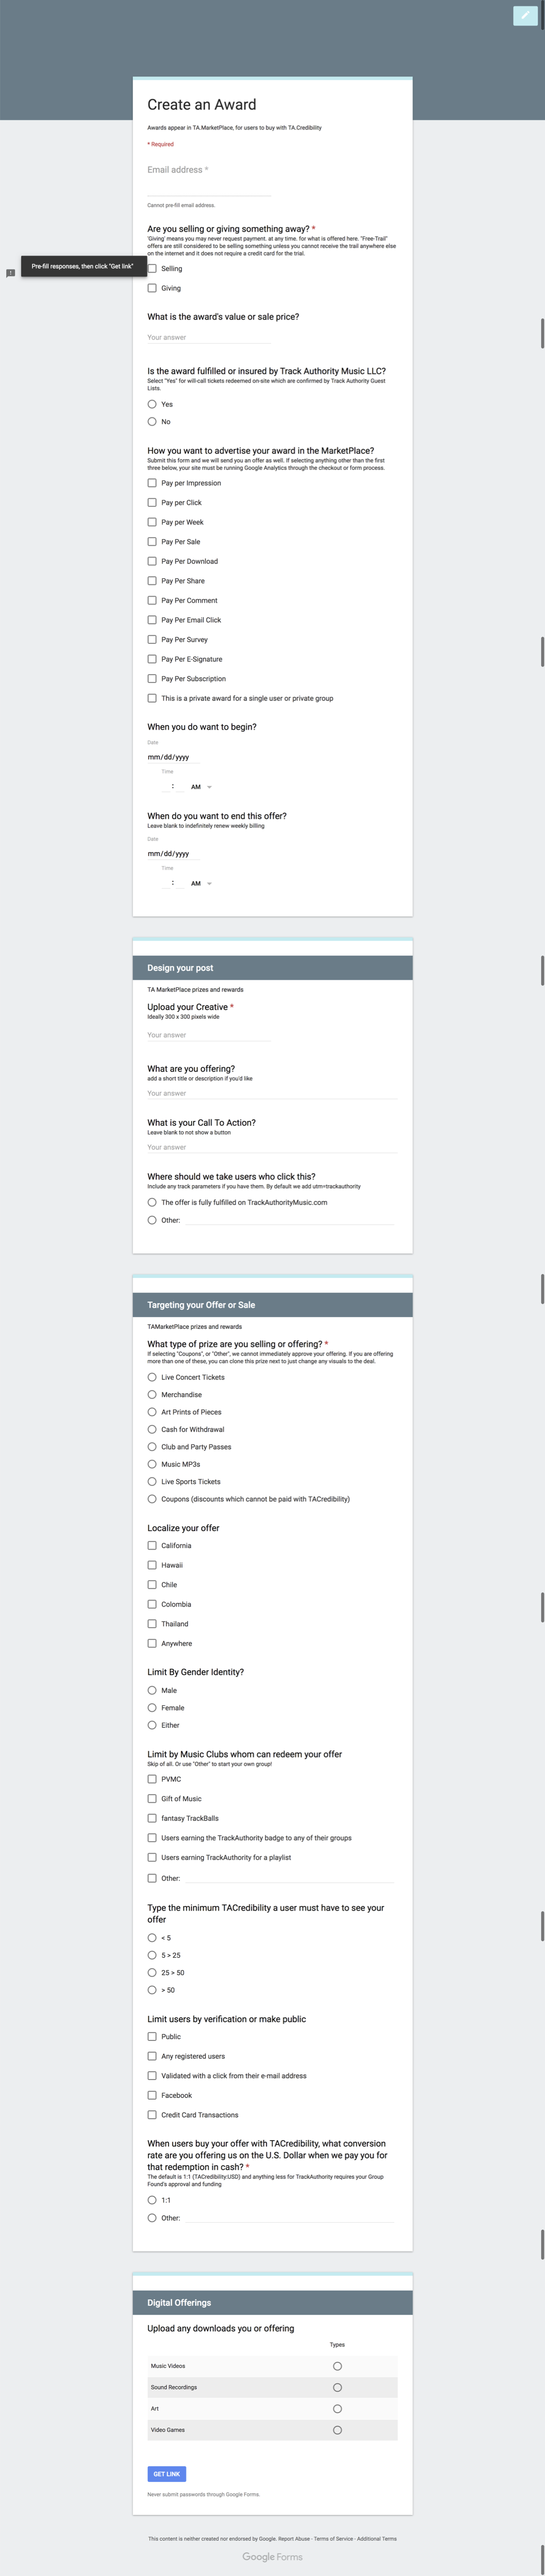 Create an Award
Awards appear in TA.MarketPlace, for users to buy with TA.Credibility
* Required
Email address *
Cannot pre-fill email address.
Are you selling or giving something away? *
"Giving' means you may never request payment. at any time. for what is offered here. "Free-Trail"
offers are still considered to be selling something unless you cannot receive the trail anywhere else
on the internet and it does not require a credit card for the trial.
Pre-fill responses, then click "Get link"
Selling
Giving
What is the award's value or sale price?
Your answer
Is the award fulfilled or insured by Track Authority Music LLC?
Select "Yes" for will-call tickets redeemed on-site which are confirmed by Track Authority Guest
Lists.
Yes
No
How you want to advertise your award in the MarketPlace?
Submit this form and we will send you an offer as well. If selecting anything other than the first
three below, your site must be running Google Analytics through the checkout or form process.
Pay per Impression
Pay per Click
Pay per Week
Pay Per Sale
Pay Per Download
Pay Per Share
Pay Per Comment
Pay Per Email Click
Pay Per Survey
Pay Per E-Signature
Pay Per Subscription
This is a private award for a single user or private group
When you do want to begin?
Date
mm/dd/yyyy
Time
: AM
When do you want to end this offer?
Leave blank to indefinitely renew weekly billing
Date
mm/dd/yyyy
Time
: AM
Design your post
TA MarketPlace prizes and rewards
Upload your Creative *
Ideally 300 x 300 pixels wide
Your answer
What are you offering?
add a short title or description if you'd like
Your answer
What is your Call To Action?
Leave blank to not show a button
Your answer
Where should we take users who click this?
Include any track parameters if you have them. By default we add utm=trackauthority
The offer is fully fulfilled on TrackAuthorityMusic.com
Other:
Targeting your Offer or Sale
TAMarketPlace prizes and rewards
What type of prize are you selling or offering? *
If selecting "Coupons", or "Other", we cannot immediately approve your offering. If you are offering
more than one of these, you can clone this prize next to just change any visuals to the deal.
Live Concert Tickets
Merchandise
Art Prints of Pieces
Cash for Withdrawal
Club and Party Passes
Music MP3s
Live Sports Tickets
Coupons (discounts which cannot be paid with TACredibility)
Localize your offer
California
Hawaii
Chile
Colombia
Thailand
Anywhere
Limit By Gender Identity?
Male
Female
Either
Limit by Music Clubs whom can redeem your offer
Skip of all. Or use "Other" to start your own group!
PVMC
Gift of Music
fantasy TrackBalls
Users earning the TrackAuthority badge to any of their groups
Users earning TrackAuthority for a playlist
Other:
Type the minimum TACredibility a user must have to see your
offer
< 5
5 > 25
25 > 50
> 50
Limit users by verification or make public
Public
Any registered users
Validated with a click from their e-mail address
Facebook
Credit Card Transactions
When users buy your offer with TACredibility, what conversion
rate are you offering us on the U.S. Dollar when we pay you for
that redemption in cash? *
The default is 1:1 (TACredibility:USD) and anything less for TrackAuthority requires your Group
Found's approval and funding
1:1
Other:
Digital Offerings
Upload any downloads you or offering
Types
Music Videos
Sound Recordings
Art
Video Games
GET LINK
Never submit passwords through Google Forms.
This content is neither created nor endorsed by Google. Report Abuse - Terms of Service - Additional Terms
Google Forms